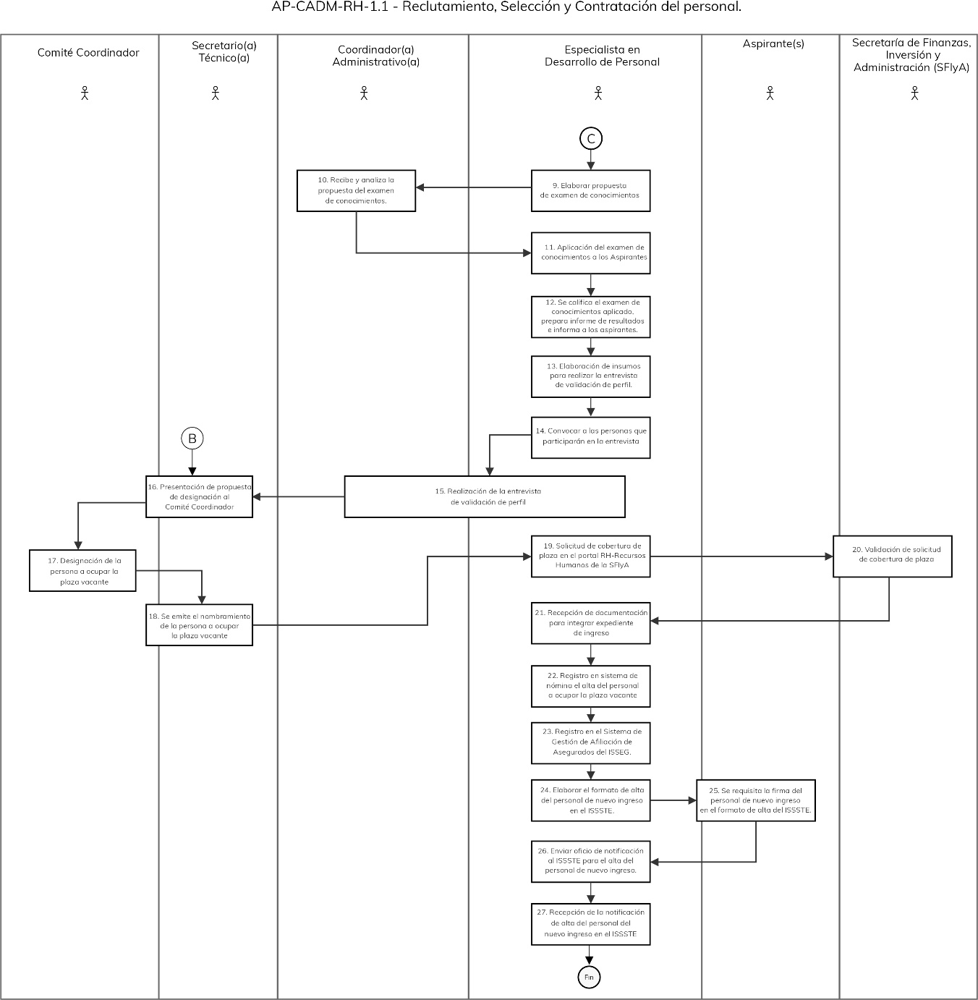 AP-CADM-RH-1.1 - Reclutamiento, Selección y Contratación del personal.
Comité Coordinador
Secretario(a)
Técnico(a)
Coordinador(a)
Administrativo(a)
Especialista en
Desarrollo de Personal
Aspirante(s)
Secretaría de Finanzas,
Inversión y
Administración (SFIyA)
C
9. Elaborar propuesta
de examen de conocimientos
10. Recibe y analiza la
propuesta del examen
de conocimientos.
11. Aplicación del examen de
conocimientos a los Aspirantes
12. Se califica el examen de
conocimientos aplicado,
prepara informe de resultados
e informa a los aspirantes.
13. Elaboración de insumos
para realizar la entrevista
de validación de perfil.
14. Convocar a las personas que
participarán en la entrevista
B
15. Realización de la entrevista
de validación de perfil
16. Presentación de propuesta
de designación al
Comité Coordinador
17. Designación de la
persona a ocupar la
plaza vacante
18. Se emite el nombramiento
de la persona a ocupar
la plaza vacante
19. Solicitud de cobertura de
plaza en el portal RH-Recursos
Humanos de la SFIyA
20. Validación de solicitud
de cobertura de plaza
21. Recepción de documentación
para integrar expediente
de ingreso
22. Registro en sistema de
nómina el alta del personal
a ocupar la plaza vacante
23. Registro en el Sistema de
Gestión de Afiliación de
Asegurados del ISSEG.
24. Elaborar el formato de alta
del personal de nuevo ingreso
en el ISSSTE.
25. Se requisita la firma del
personal de nuevo ingreso
en el formato de alta del ISSSTE.
26. Enviar oficio de notificación
al ISSSTE para el alta del
personal de nuevo ingreso.
27. Recepción de la notificación
de alta del personal del
nuevo ingreso en el ISSSTE
Fin